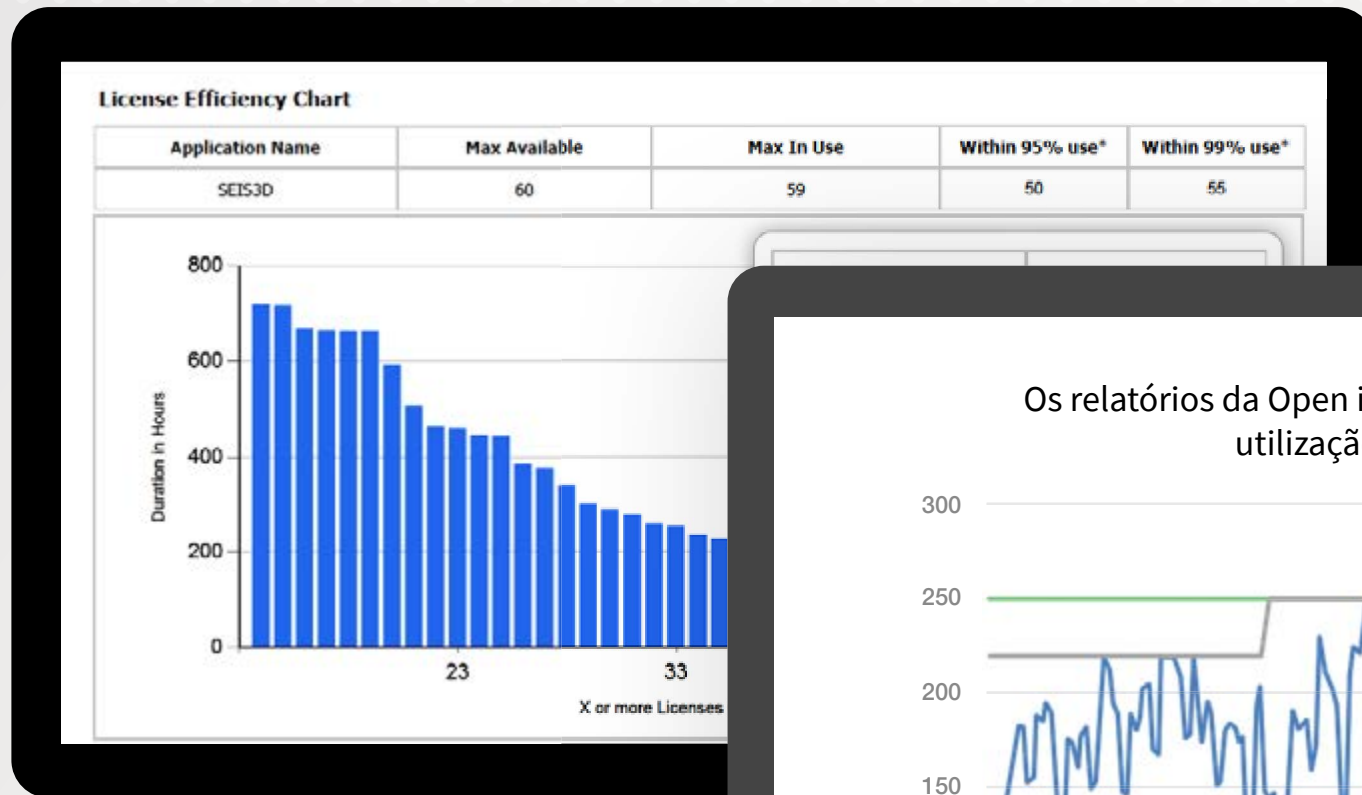 License Efficiency Chart
Application Name Max Available Max In Use Within 95% use* Within 99% use*
SEIS3D 60 59 50 55
800
600
400
200
0
Duration in Hours
23 33
X or more Licenses
Os relatórios da Open i
utilizaçã
300
250
200
150